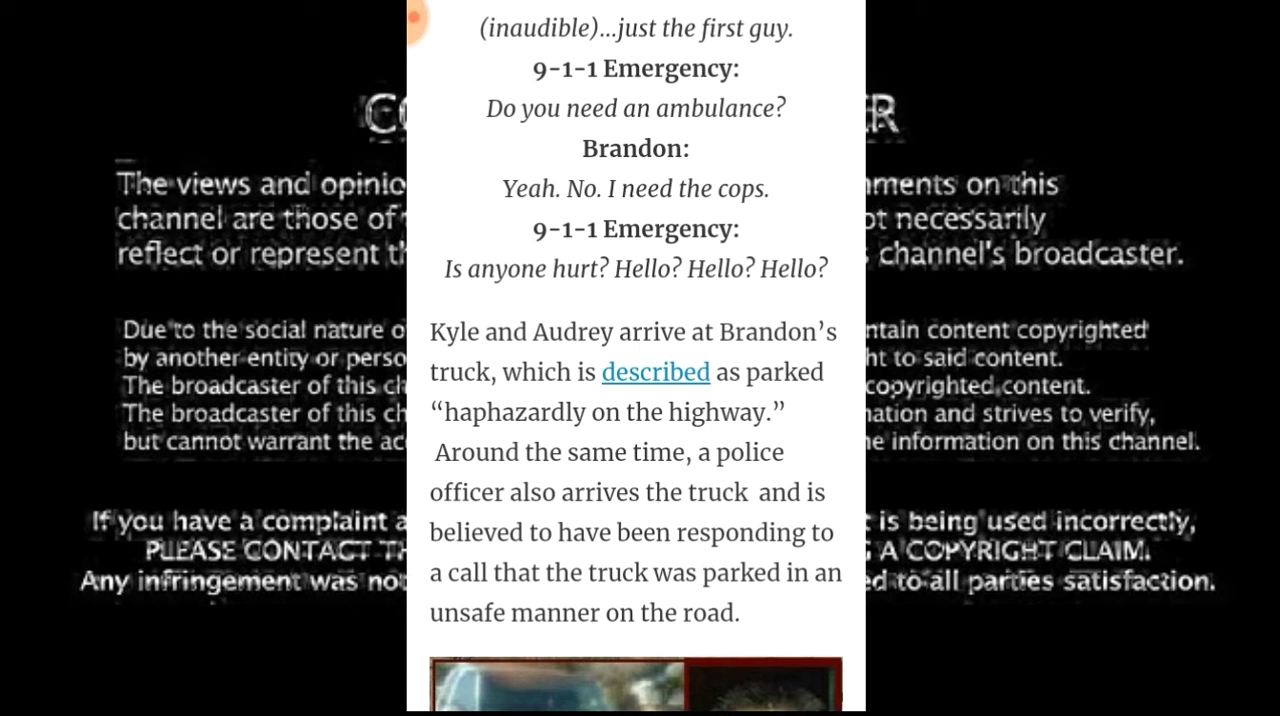 (inaudible)...just the first guy.
9-1-1 Emergency:
Do you need an ambulance?
Brandon:
Yeah. No. I need the cops.
9-1-1 Emergency:
Is anyone hurt? Hello? Hello? Hello?
Kyle and Audrey arrive at Brandon’s
truck, which is described as parked
“haphazardly on the highway.”
Around the same time, a police
officer also arrives the truck and is
believed to have been responding to
a call that the truck was parked in an
unsafe manner on the road.
The views and opinio
channel are those of
reflect or represent th
Due to the social nature o
by another entity or perso
The broadcaster of this ch
The broadcaster of this ch
but cannot warrant the ac
If you have a complaint a
PLEASE CONTACT TH
Any infringement was no
ER
mments on this
ot necessarily
s channel's broadcaster.
ntain content copyrighted
ht to said content.
copyrighted content.
mation and strives to verify,
e information on this channel.
t is being used incorrectly,
G A COPYRIGHT CLAIM.
ed to all parties satisfaction.